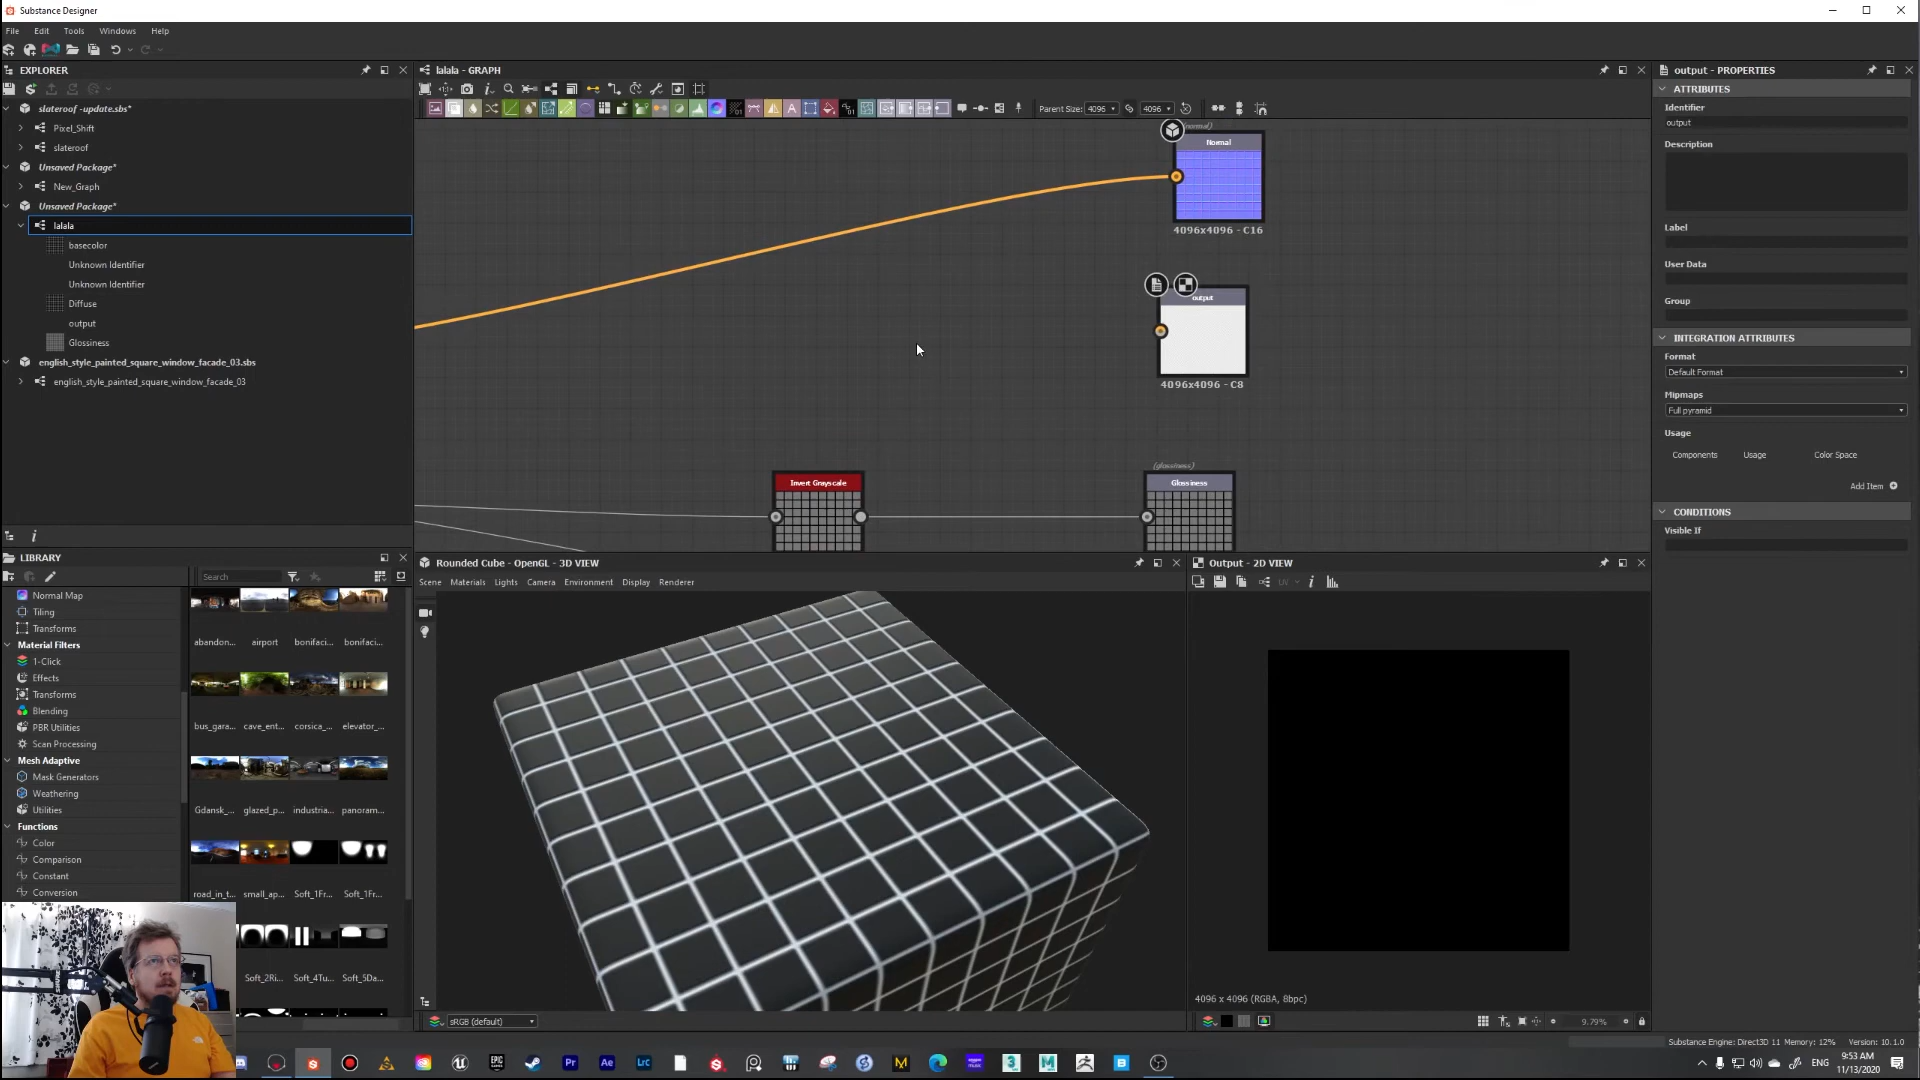 Substance Designer
File Edit Tools Windows Help
EXPLORER
slateroof -update.sbs*
Pixel_Shift
slateroof
Unsaved Package*
New_Graph
Unsaved Package*
lalala
basecolor
Unknown Identifier
Unknown Identifier
Diffuse
output
Glossiness
english_style_painted_square_window_facade_03.sbs
english_style_painted_square_window_facade_03
LIBRARY
Search
Normal Map
Tiling
Transforms
Material Filters
1-Click
Effects
Transforms
Blending
PBR Utilities
Scan Processing
Mesh Adaptive
Mask Generators
Weathering
Utilities
Functions
Color
Comparison
Constant
Conversion
abandon... airport bonifaci... bonifaci...
bus_gara... cave_ent... corsica_... elevator_...
Gdansk_... glazed_p... industria... panoram...
road_in_t... small_ap... Soft_1Fr... Soft_1Fr...
Soft_2Ri... Soft_4Tu... Soft_5Da...
lalala - GRAPH
Parent Size: 4096 4096
(normal)
Normal
4096x4096 - C16
output
4096x4096 - C8
Invert Grayscale
(glossiness)
Glossiness
Rounded Cube - OpenGL - 3D VIEW
Scene Materials Lights Camera Environment Display Renderer
sRGB (default)
Output - 2D VIEW
UV
4096 x 4096 (RGBA, 8bpc)
9.79%
output - PROPERTIES
ATTRIBUTES
Identifier
output
Description
Label
User Data
Group
INTEGRATION ATTRIBUTES
Format
Default Format
Mipmaps
Full pyramid
Usage
Components Usage Color Space
Add Item
CONDITIONS
Visible If
Substance Engine: Direct3D 11 Memory: 12% Version: 10.1.0
Pr Ae Lrc
ENG
9:53 AM
11/13/2020